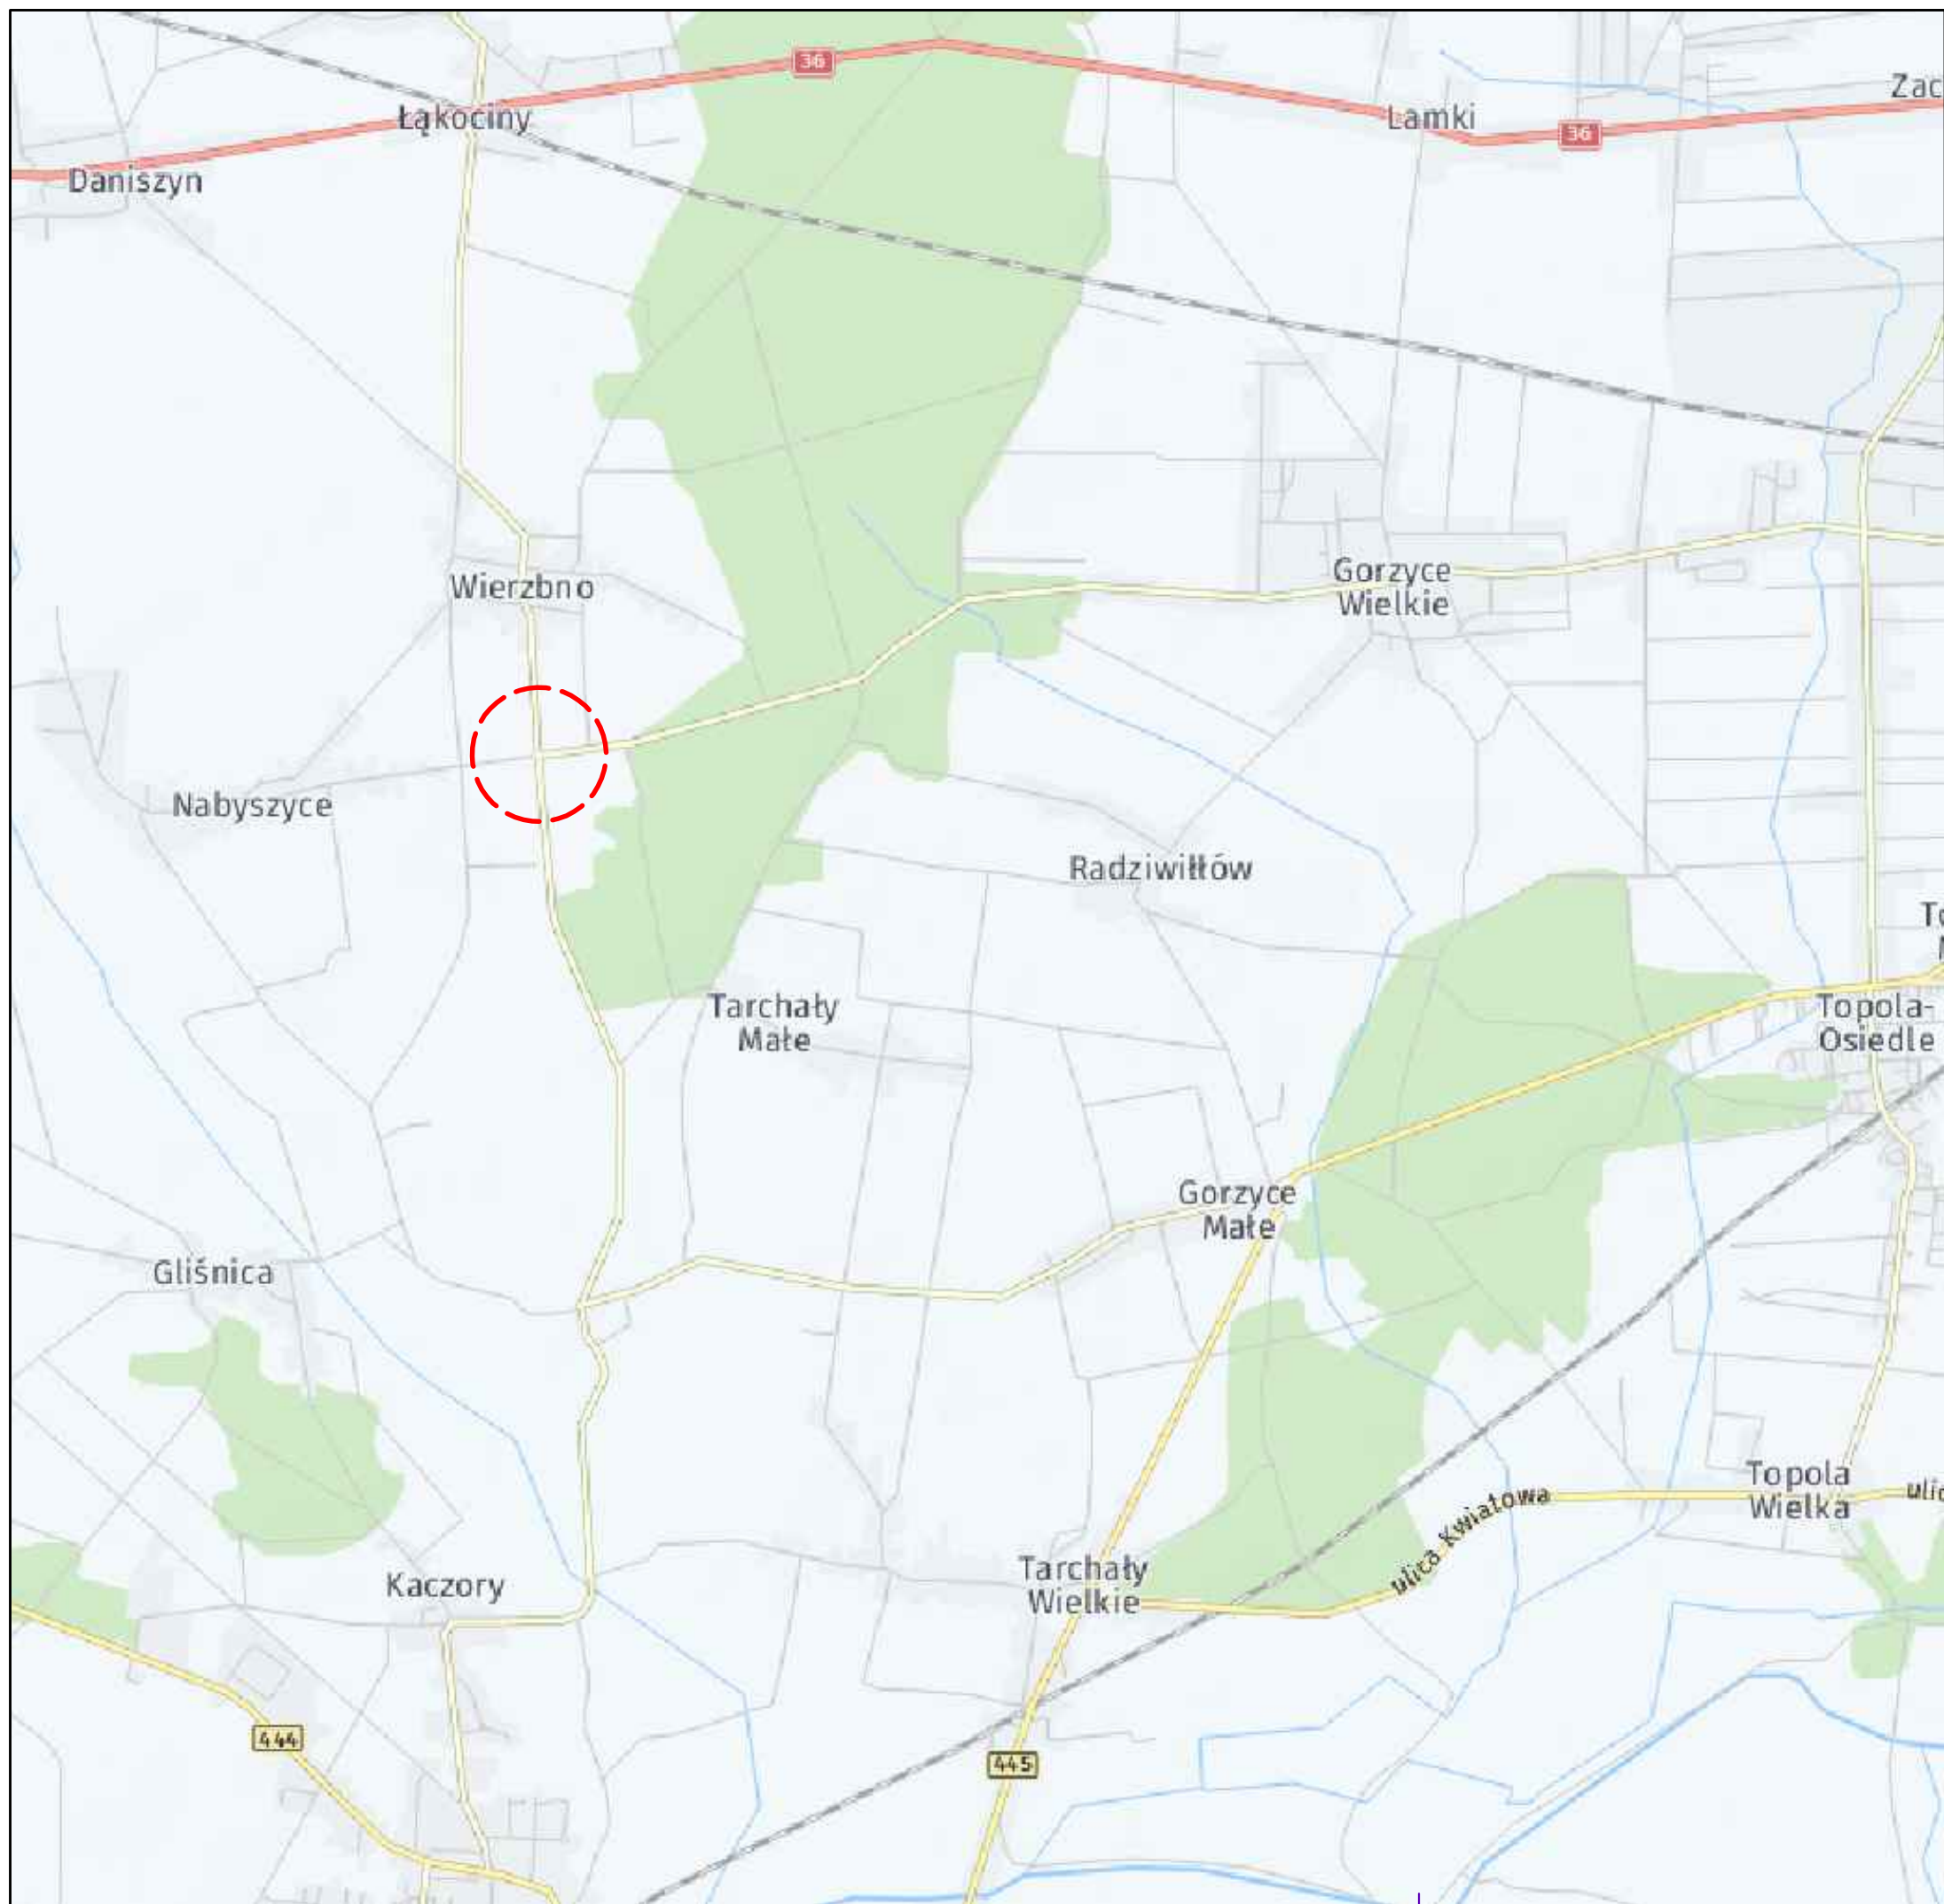 36
Zac
Łąkociny
Lamki
36
Daniszyn
Gorzyce
Wielkie
Wierzbno
Nabyszyce
Radziwiłłów
Tarchały
Małe
Topola-
Osiedle
Gorzyce
Małe
Gliśnica
Topola
Wielka
ulica Kwiatowa
ulic
Tarchały
Wielkie
Kaczory
444
445